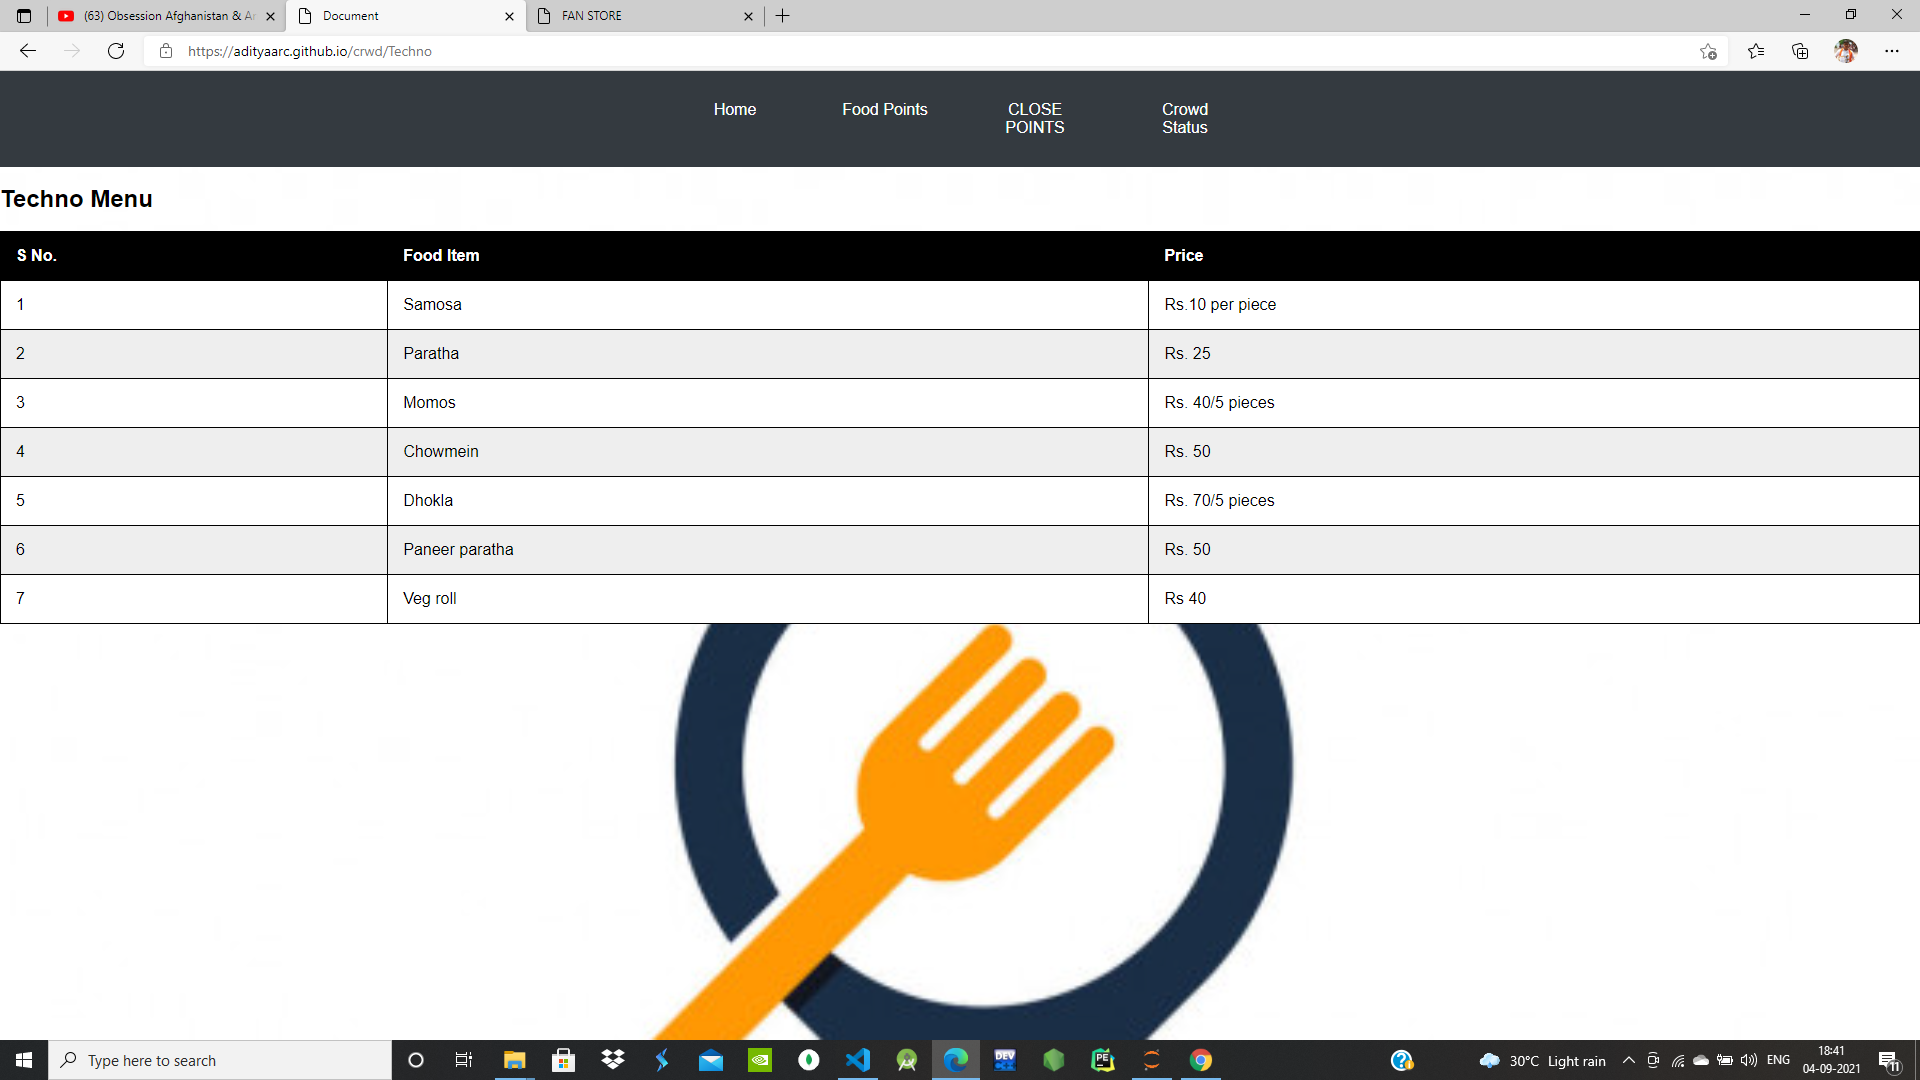 (63) Obsession Afghanistan & Ar
Document
FAN STORE
https://adityaarc.github.io/crwd/Techno
Home
Food Points
CLOSE
POINTS
Crowd
Status
Techno Menu
S No. Food Item Price
1 Samosa Rs.10 per piece
2 Paratha Rs. 25
3 Momos Rs. 40/5 pieces
4 Chowmein Rs. 50
5 Dhokla Rs. 70/5 pieces
6 Paneer paratha Rs. 50
7 Veg roll Rs 40
Type here to search
DEV
PE
30°C Light rain
ENG
18:41
04-09-2021
11